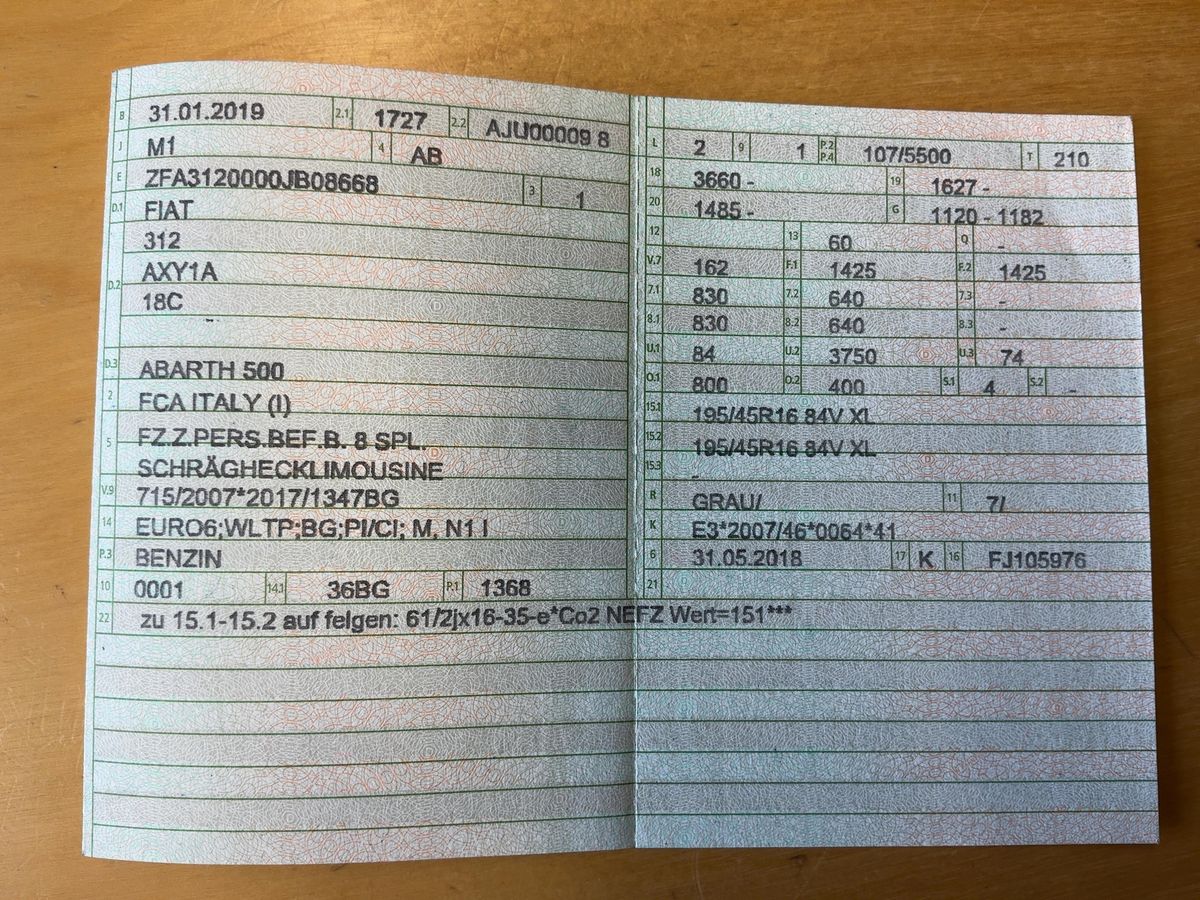 B 31.01.2019 2.1 1727 2.2 AJU00009 8
J M1 4 AB
E ZFA3120000JB08668 3 1
D.1 FIAT
D.2 312
AXY1A
18C
--
D.3 ABARTH 500
2 FCA ITALY (I)
5 FZ.Z.PERS.BEF.B. 8 SPL.
SCHRÄGHECKLIMOUSINE
V.9 715/2007*2017/1347BG
14 EURO6;WLTP;BG;PI/CI; M, N1 I
P.3 BENZIN
10 0001 14.1 36BG P.1 1368
L 2 9 1 P.2 P.4 107/5500 T 210
18 3660 - 19 1627 -
20 1485 - G 1120 - 1182
12 13 60 Q -
V.7 162 F.1 1425 F.2 1425
7.1 830 7.2 640 7.3 -
8.1 830 8.2 640 8.3 -
U.1 84 U.2 3750 U.3 74
O.1 800 O.2 400 S.1 4 S.2 -
15.1 195/45R16 84V XL
15.2 195/45R16 84V XL
15.3 -
R GRAU/ 11 7/
K E3*2007/46*0064*41
6 31.05.2018 17 K 16 FJ105976
21
22 zu 15.1-15.2 auf felgen: 61/2jx16-35-e*Co2 NEFZ Wert=151***